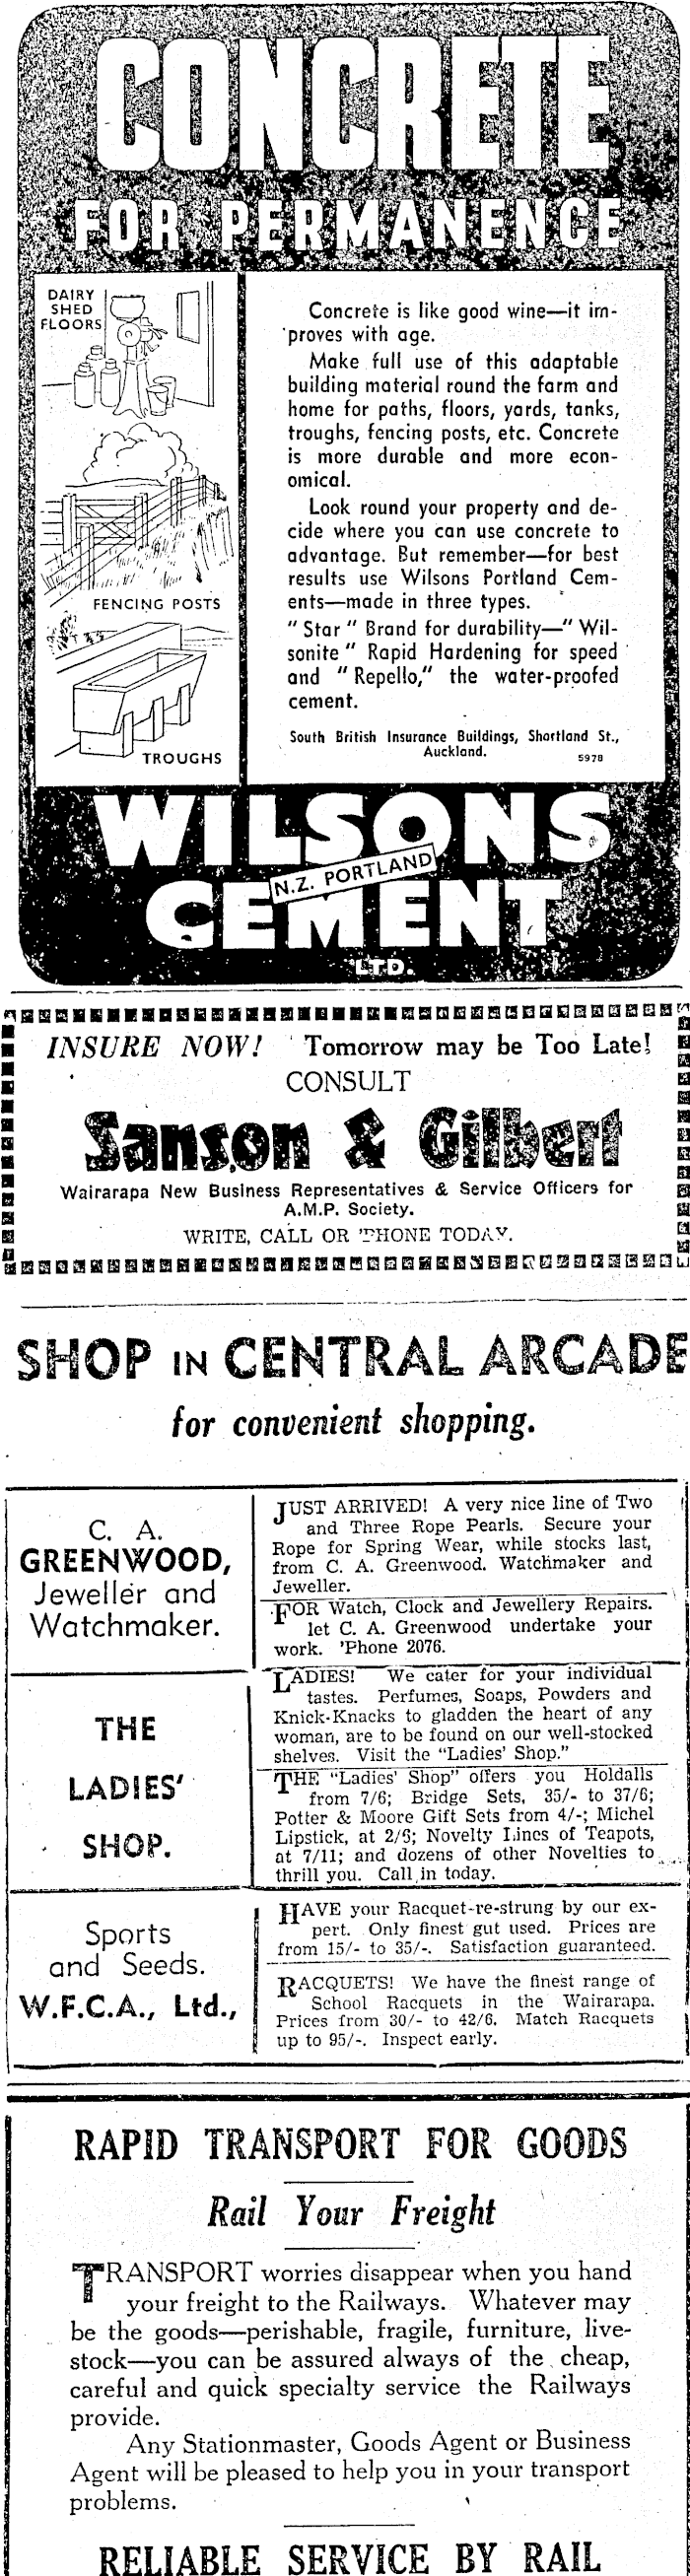 CONCRETE
FOR PERMANENCE
DAIRY
SHED
FLOORS
FENCING POSTS
TROUGHS
Concrete is like good wine—it im-
proves with age.
Make full use of this adaptable
building material round the farm and
home for paths, floors, yards, tanks,
troughs, fencing posts, etc. Concrete
is more durable and more econ-
omical.
Look round your property and de-
cide where you can use concrete to
advantage. But remember—for best
results use Wilsons Portland Cem-
ents—made in three types.
"Star" Brand for durability—"Wil-
sonite" Rapid Hardening for speed
and "Repello," the water-proofed
cement.
South British Insurance Buildings, Shortland St.,
Auckland.
5978
WILSONS
N.Z. PORTLAND
CEMENT
LTD.
INSURE NOW! Tomorrow may be Too Late!
CONSULT
Sanson & Gilbert
Wairarapa New Business Representatives & Service Officers for
A.M.P. Society.
WRITE, CALL OR 'PHONE TODAY.
SHOP IN CENTRAL ARCADE
for convenient shopping.
C. A.
GREENWOOD,
Jeweller and
Watchmaker.
JUST ARRIVED! A very nice line of Two
and Three Rope Pearls. Secure your
Rope for Spring Wear, while stocks last,
from C. A. Greenwood. Watchmaker and
Jeweller.
FOR Watch, Clock and Jewellery Repairs.
let C. A. Greenwood undertake your
work. 'Phone 2076.
THE
LADIES'
SHOP.
LADIES! We cater for your individual
tastes. Perfumes, Soaps, Powders and
Knick-Knacks to gladden the heart of any
woman, are to be found on our well-stocked
shelves. Visit the "Ladies' Shop."
THE "Ladies' Shop" offers you Holdalls
from 7/6; Bridge Sets, 35/- to 37/6;
Potter & Moore Gift Sets from 4/-; Michel
Lipstick, at 2/6; Novelty Lines of Teapots,
at 7/11; and dozens of other Novelties to
thrill you. Call in today.
Sports
and Seeds.
W.F.C.A., Ltd.,
HAVE your Racquet-re-strung by our ex-
pert. Only finest gut used. Prices are
from 15/- to 35/-. Satisfaction guaranteed.
RACQUETS! We have the finest range of
School Racquets in the Wairarapa.
Prices from 30/- to 42/6. Match Racquets
up to 95/-. Inspect early.
RAPID TRANSPORT FOR GOODS
Rail Your Freight
TRANSPORT worries disappear when you hand
your freight to the Railways. Whatever may
be the goods—perishable, fragile, furniture, live-
stock—you can be assured always of the cheap,
careful and quick specialty service the Railways
provide.
Any Stationmaster, Goods Agent or Business
Agent will be pleased to help you in your transport
problems.
RELIABLE SERVICE BY RAIL